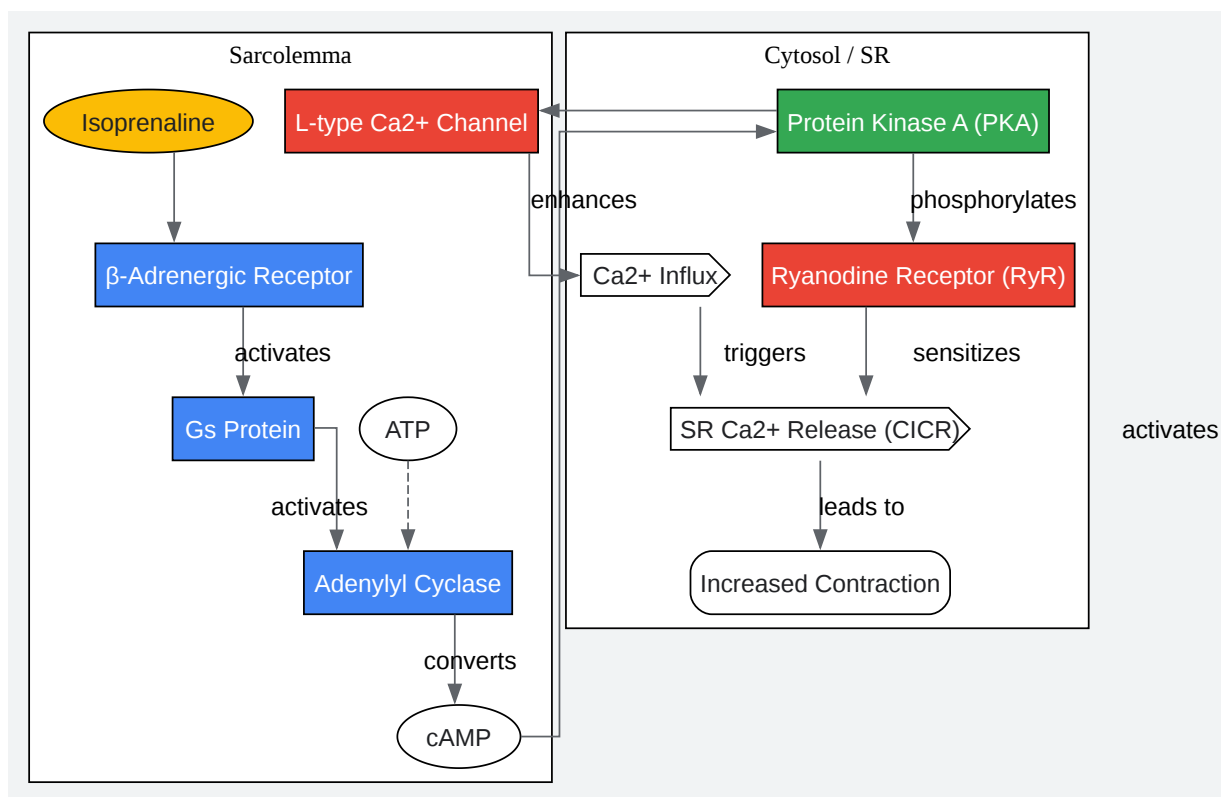 Sarcolemma
Isoprenaline
L-type Ca2+ Channel
enhances
β-Adrenergic Receptor
activates
Gs Protein
ATP
activates
Adenylyl Cyclase
converts
cAMP
Cytosol / SR
Protein Kinase A (PKA)
phosphorylates
Ca2+ Influx
Ryanodine Receptor (RyR)
triggers
sensitizes
SR Ca2+ Release (CICR)
leads to
Increased Contraction
activates